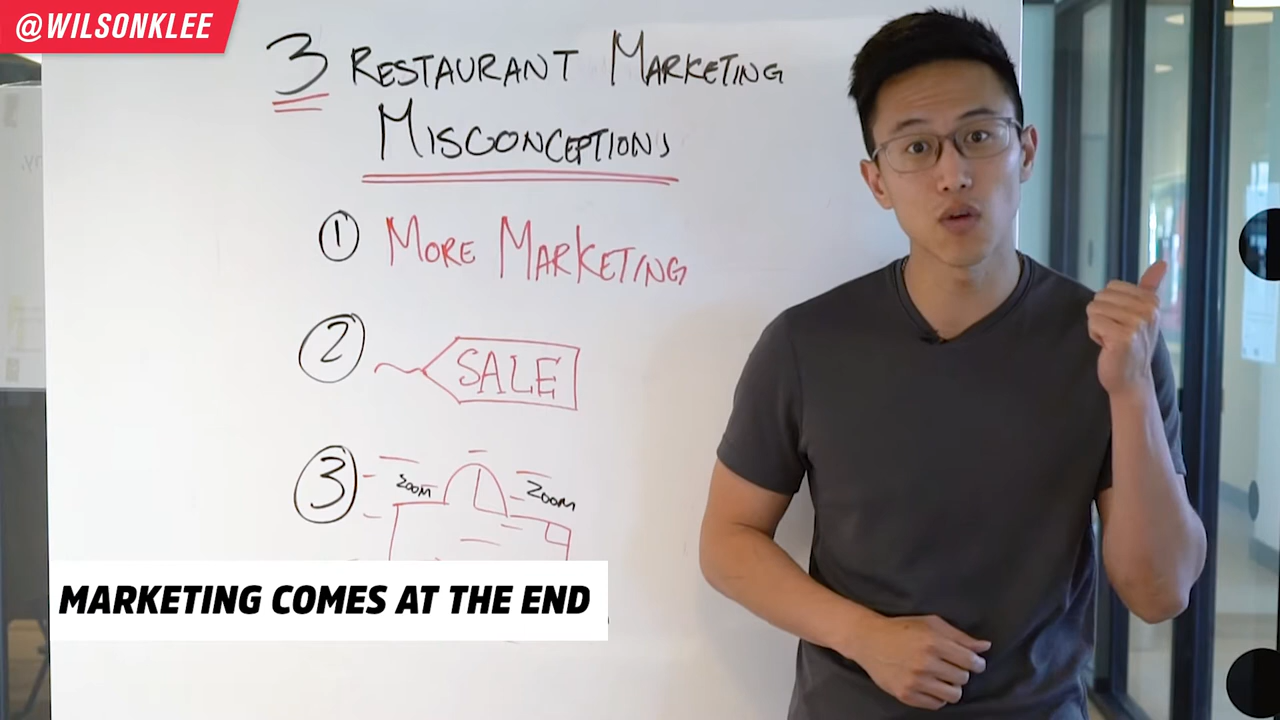 @WILSONKLEE
3 RESTAURANT MARKETING
MISCONCEPTIONS
1 MORE MARKETING
2 SALE
3 ZOOM ZOOM
MARKETING COMES AT THE END